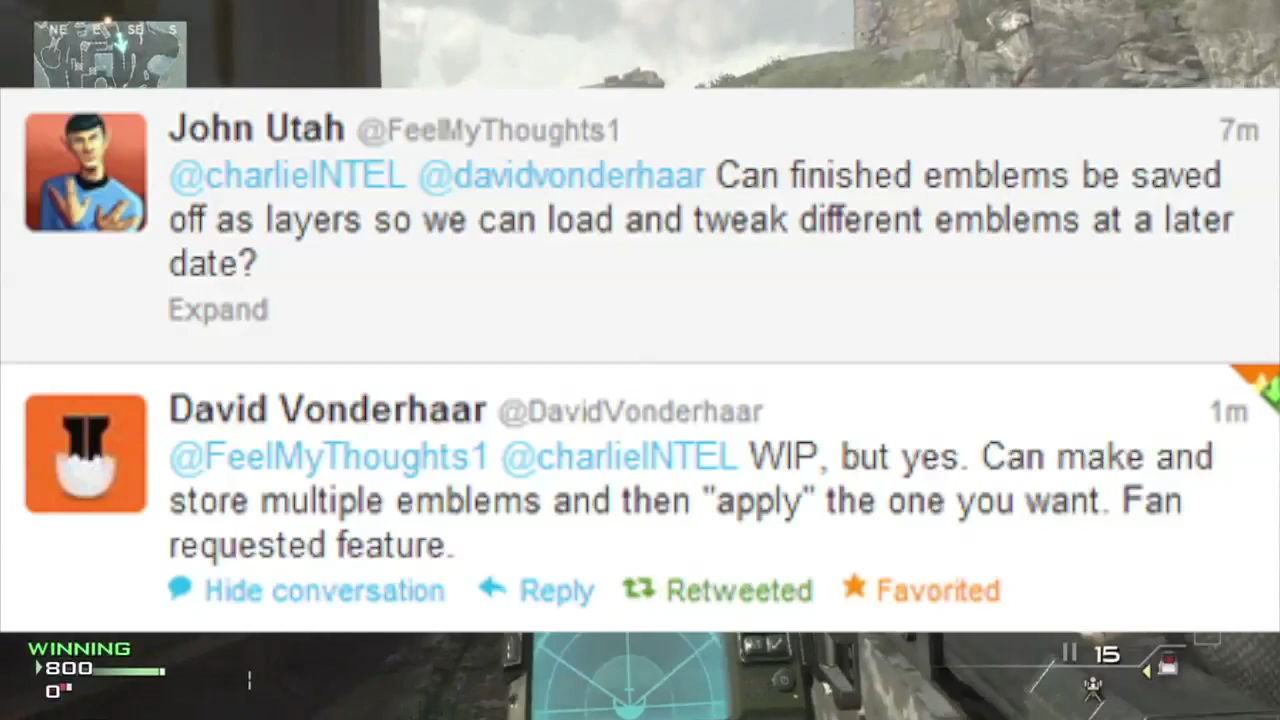 NE E SE S
John Utah @FeelMyThoughts1 7m
@charlieINTEL @davidvonderhaar Can finished emblems be saved
off as layers so we can load and tweak different emblems at a later
date?
Expand
David Vonderhaar @DavidVonderhaar 1m
@FeelMyThoughts1 @charlieINTEL WIP, but yes. Can make and
store multiple emblems and then "apply" the one you want. Fan
requested feature.
Hide conversation Reply Retweeted Favorited
WINNING
800
0
15